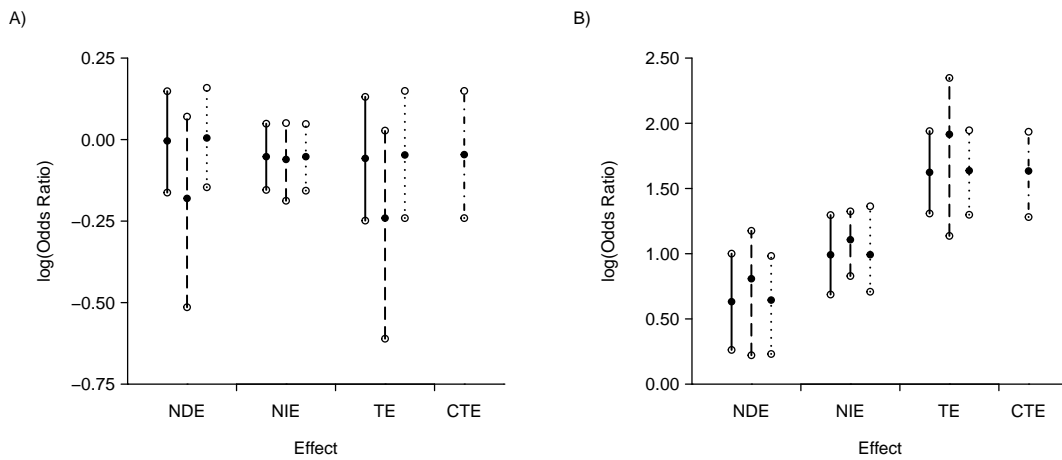 A)
0.25
0.00
−0.25
−0.50
−0.75
log(Odds Ratio)
NDE NIE TE CTE
Effect
B)
2.50
2.00
1.50
1.00
0.50
0.00
log(Odds Ratio)
NDE NIE TE CTE
Effect